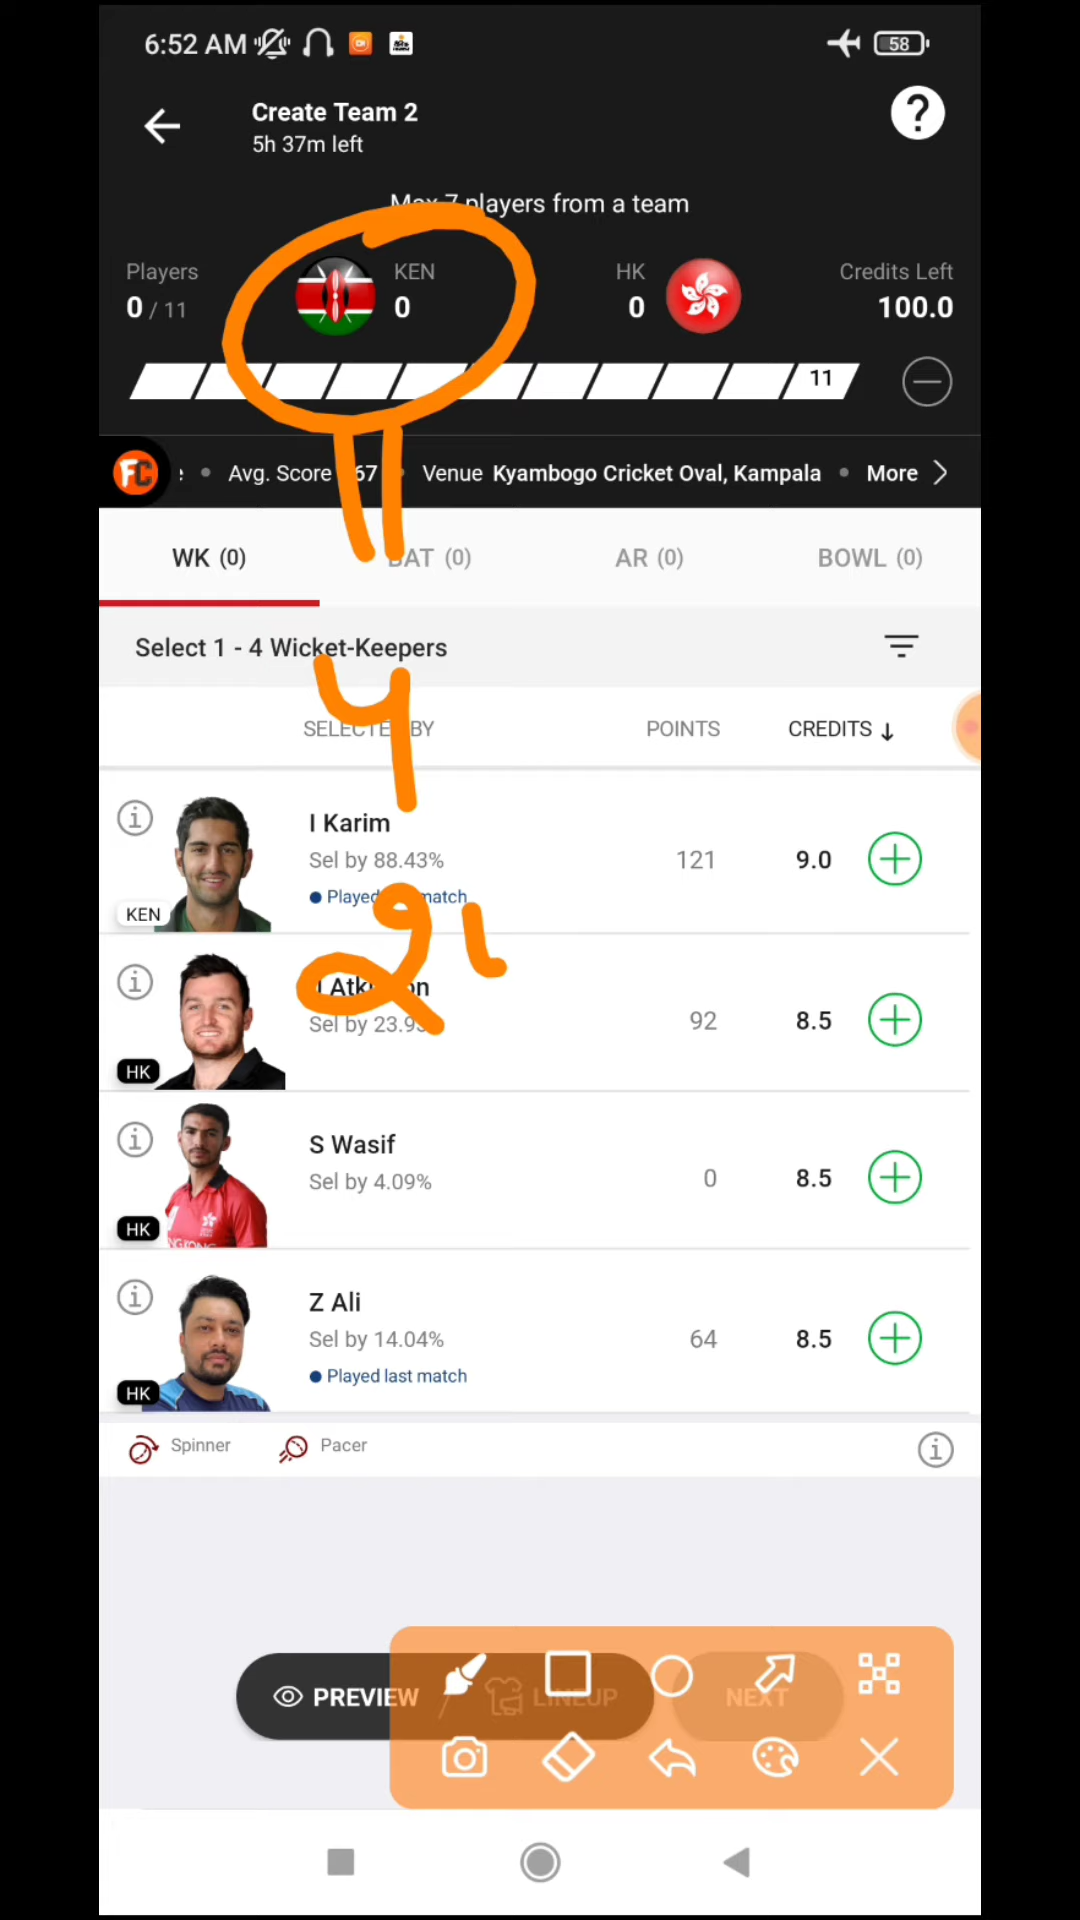 6:52 AM
58
Create Team 2
5h 37m left
?
Max 7 players from a team
Players
0 / 11
KEN
0
HK
0
Credits Left
100.0
11
FC
Avg. Score 67 • Venue Kyambogo Cricket Oval, Kampala • More
WK (0)
BAT (0)
AR (0)
BOWL (0)
Select 1 - 4 Wicket-Keepers
SELECTED BY
POINTS
CREDITS ↓
4
I Karim
Sel by 88.43%
Played last match
KEN
121
9.0
J Atkinson
Sel by 23.9
HK
92
8.5
S Wasif
Sel by 4.09%
HK
0
8.5
Z Ali
Sel by 14.04%
Played last match
HK
64
8.5
Spinner
Pacer
PREVIEW
LINEUP
NEXT